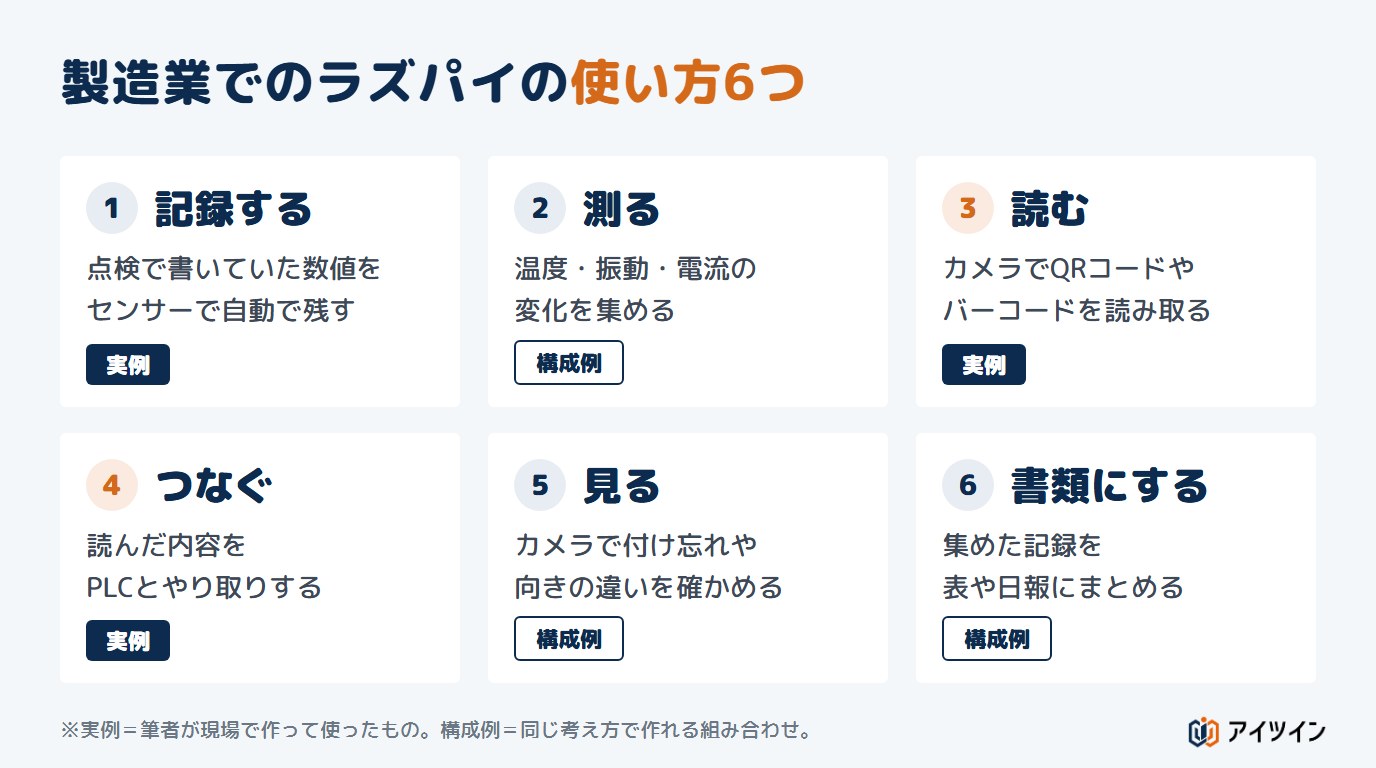 製造業でのラズパイの使い方6つ
1 記録する
点検で書いていた数値を
センサーで自動で残す
実例
2 測る
温度・振動・電流の
変化を集める
構成例
3 読む
カメラでQRコードや
バーコードを読み取る
実例
4 つなぐ
読んだ内容を
PLCとやり取りする
実例
5 見る
カメラで付け忘れや
向きの違いを確かめる
構成例
6 書類にする
集めた記録を
表や日報にまとめる
構成例
※実例＝筆者が現場で作って使ったもの。構成例＝同じ考え方で作れる組み合わせ。
アイツイン